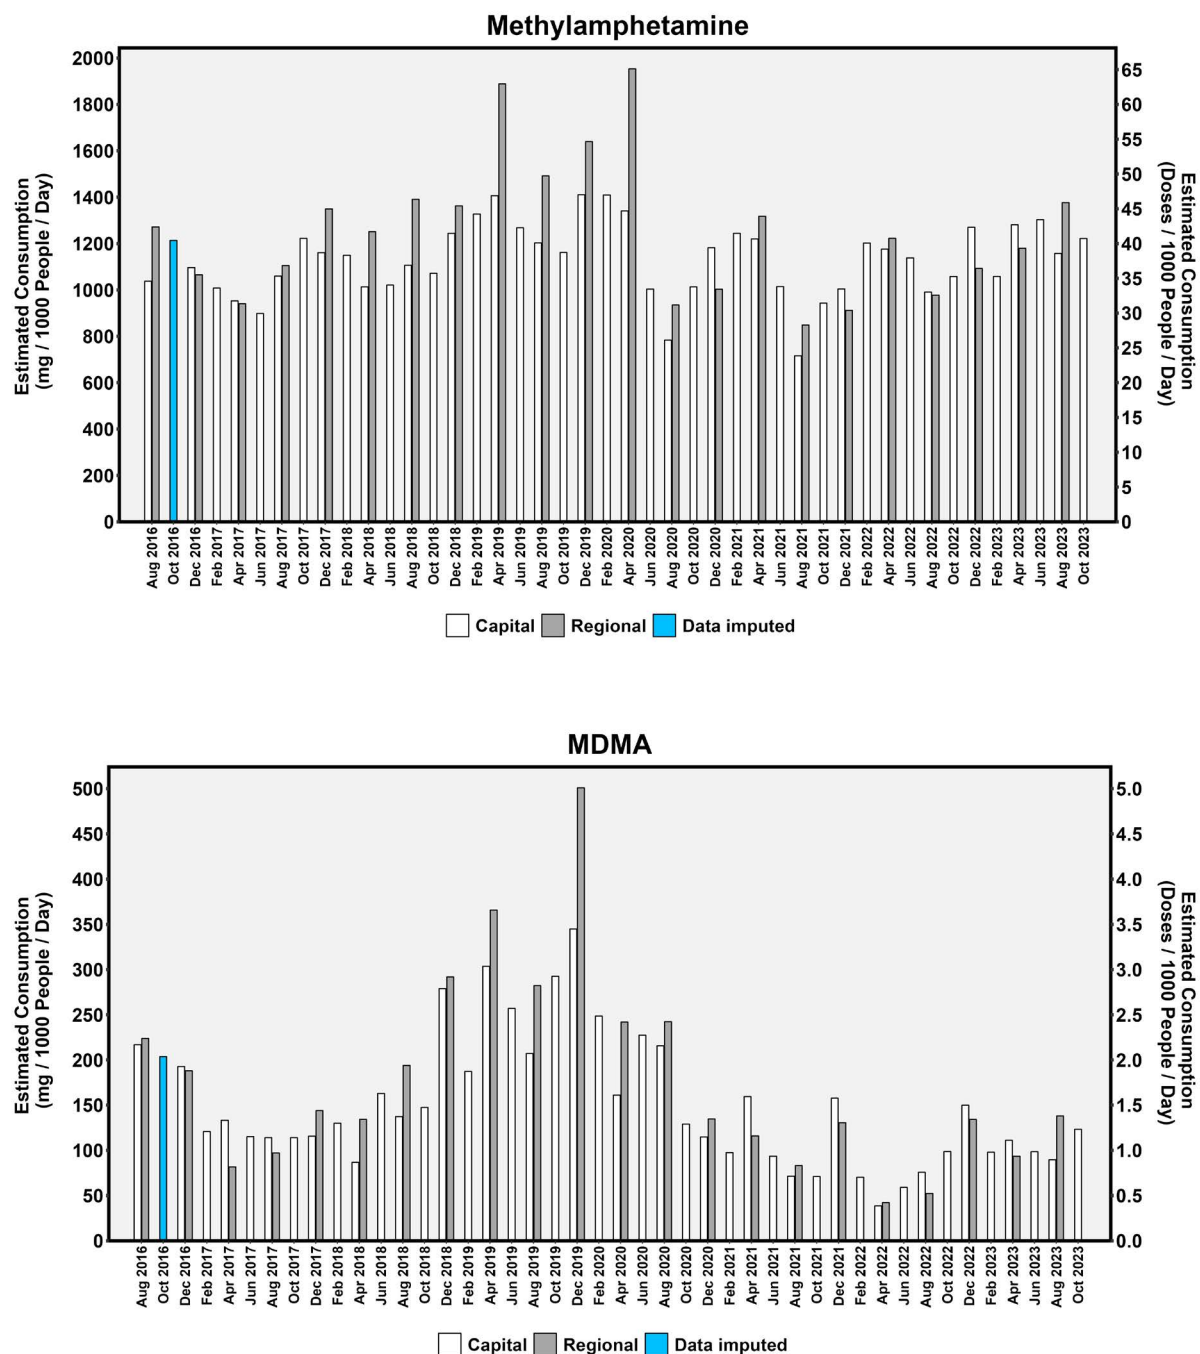 Methylamphetamine
2000
1800
1600
1400
1200
1000
800
600
400
200
0
Estimated Consumption
(mg / 1000 People / Day)
65
60
55
50
45
40
35
30
25
20
15
10
5
0
Estimated Consumption
(Doses / 1000 People / Day)
Aug 2016
Oct 2016
Dec 2016
Feb 2017
Apr 2017
Jun 2017
Aug 2017
Oct 2017
Dec 2017
Feb 2018
Apr 2018
Jun 2018
Aug 2018
Oct 2018
Dec 2018
Feb 2019
Apr 2019
Jun 2019
Aug 2019
Oct 2019
Dec 2019
Feb 2020
Apr 2020
Jun 2020
Aug 2020
Oct 2020
Dec 2020
Feb 2021
Apr 2021
Jun 2021
Aug 2021
Oct 2021
Dec 2021
Feb 2022
Apr 2022
Jun 2022
Aug 2022
Oct 2022
Dec 2022
Feb 2023
Apr 2023
Jun 2023
Aug 2023
Oct 2023
Capital Regional Data imputed
MDMA
500
450
400
350
300
250
200
150
100
50
0
Estimated Consumption
(mg / 1000 People / Day)
5.0
4.5
4.0
3.5
3.0
2.5
2.0
1.5
1.0
0.5
0.0
Estimated Consumption
(Doses / 1000 People / Day)
Aug 2016
Oct 2016
Dec 2016
Feb 2017
Apr 2017
Jun 2017
Aug 2017
Oct 2017
Dec 2017
Feb 2018
Apr 2018
Jun 2018
Aug 2018
Oct 2018
Dec 2018
Feb 2019
Apr 2019
Jun 2019
Aug 2019
Oct 2019
Dec 2019
Feb 2020
Apr 2020
Jun 2020
Aug 2020
Oct 2020
Dec 2020
Feb 2021
Apr 2021
Jun 2021
Aug 2021
Oct 2021
Dec 2021
Feb 2022
Apr 2022
Jun 2022
Aug 2022
Oct 2022
Dec 2022
Feb 2023
Apr 2023
Jun 2023
Aug 2023
Oct 2023
Capital Regional Data imputed